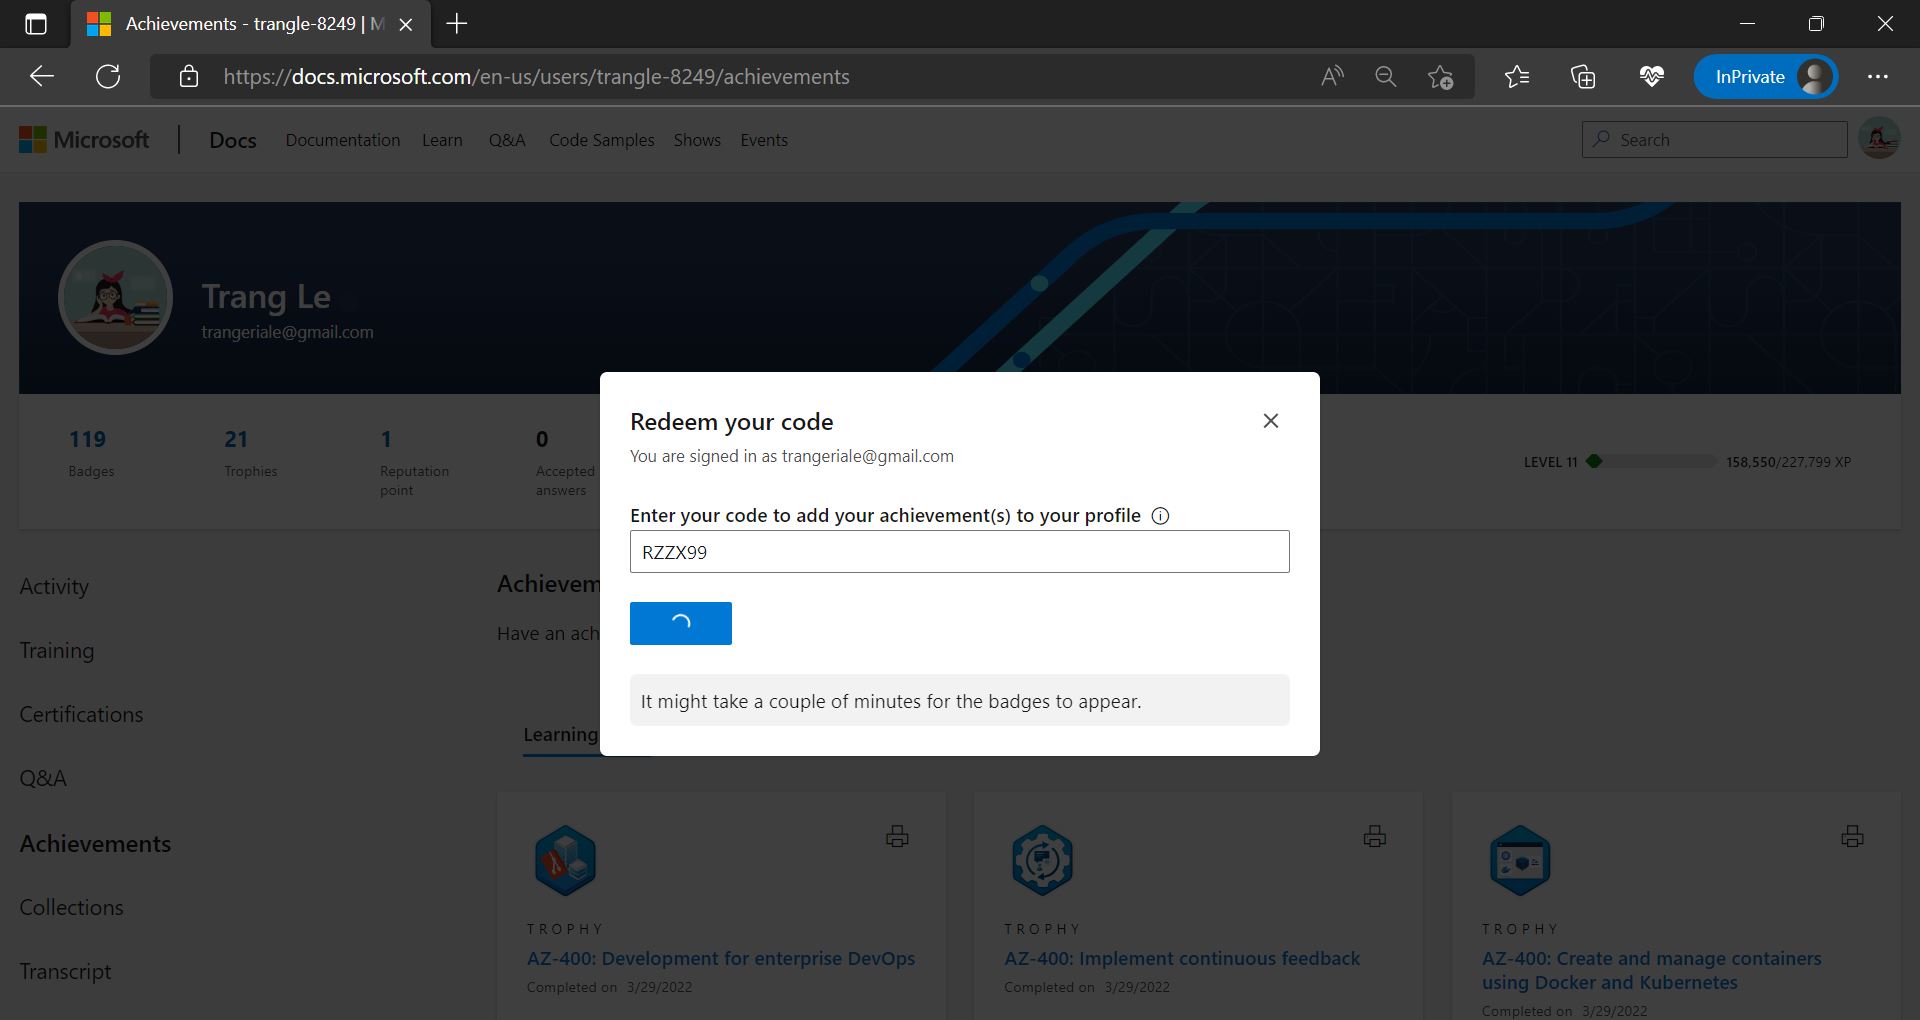 Achievements - trangle-8249 | M
https://docs.microsoft.com/en-us/users/trangle-8249/achievements
InPrivate
Microsoft
Docs
Documentation
Learn
Q&A
Code Samples
Shows
Events
Search
Trang Le
trangeriale@gmail.com
119
Badges
21
Trophies
1
Reputation
point
0
Accepted
answers
LEVEL 11
158,550/227,799 XP
Redeem your code
You are signed in as trangeriale@gmail.com
Enter your code to add your achievement(s) to your profile
RZZX99
It might take a couple of minutes for the badges to appear.
Activity
Training
Certifications
Q&A
Achievements
Collections
Transcript
Achievem
Have an ach
Learning
TROPHY
AZ-400: Development for enterprise DevOps
Completed on 3/29/2022
TROPHY
AZ-400: Implement continuous feedback
Completed on 3/29/2022
TROPHY
AZ-400: Create and manage containers
using Docker and Kubernetes
Completed on 3/29/2022